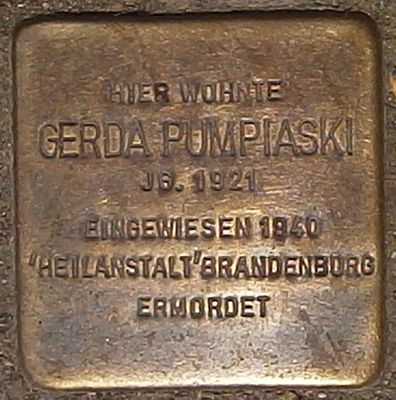 HIER WOHNTE
GERDA PUMPIASKI
JG. 1921
EINGEWIESEN 1940
'HEILANSTALT' BRANDENBURG
ERMORDET